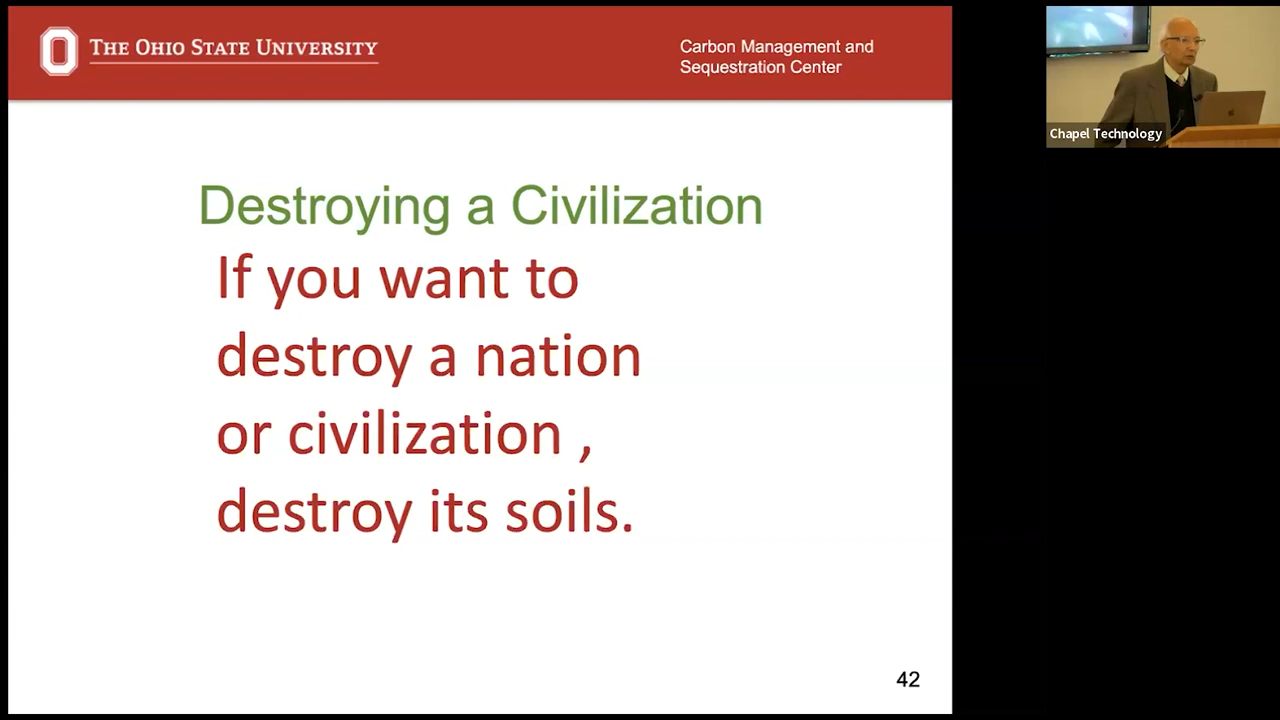 THE OHIO STATE UNIVERSITY
Carbon Management and
Sequestration Center
Chapel Technology
Destroying a Civilization
If you want to
destroy a nation
or civilization ,
destroy its soils.
42